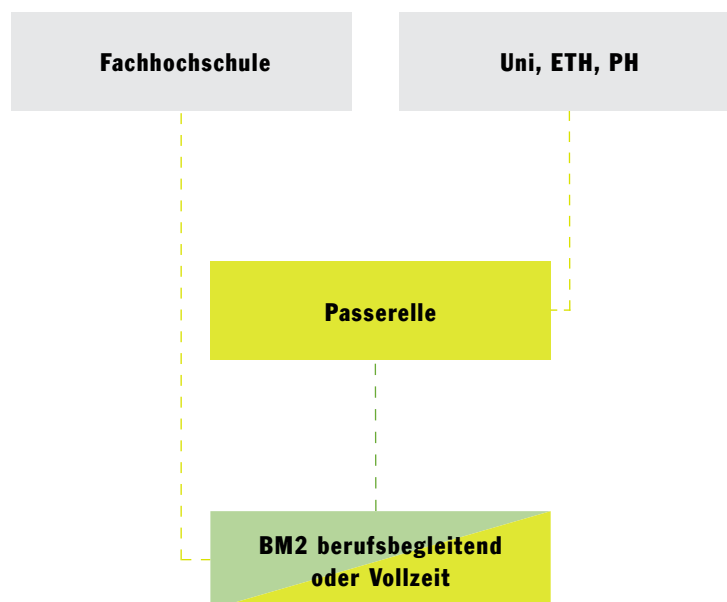 Fachhochschule
Uni, ETH, PH
Passerelle
BM2 berufsbegleitend
oder Vollzeit